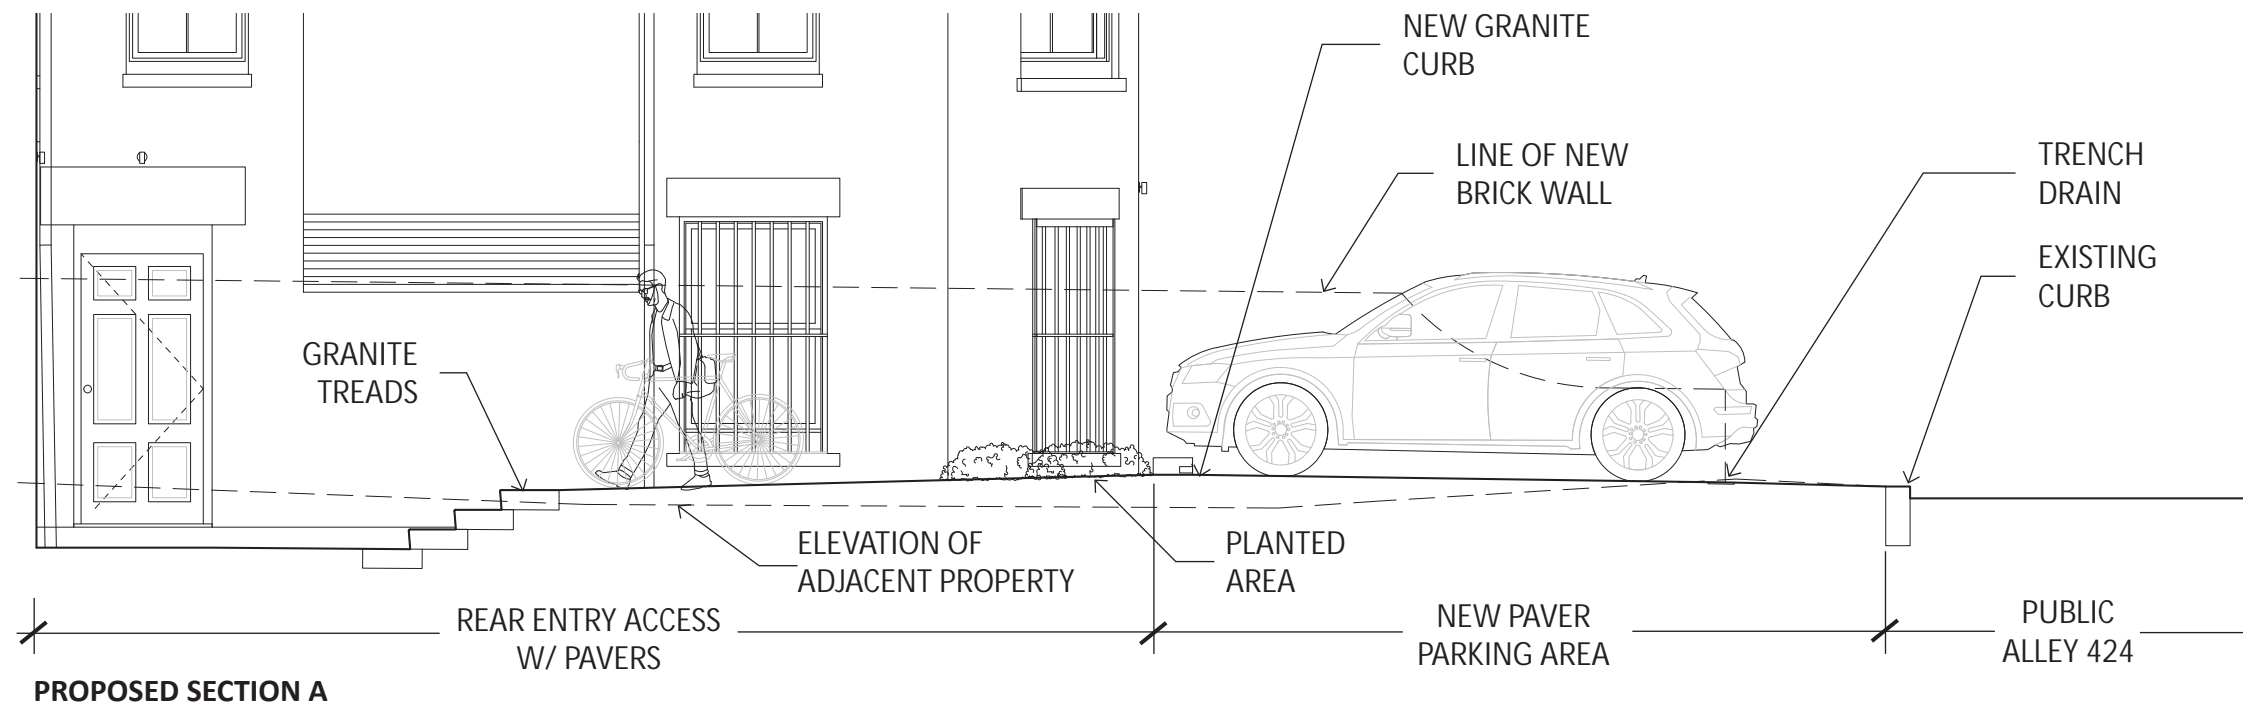 NEW GRANITE
CURB
LINE OF NEW
BRICK WALL
TRENCH
DRAIN
EXISTING
CURB
GRANITE
TREADS
ELEVATION OF
ADJACENT PROPERTY
PLANTED
AREA
REAR ENTRY ACCESS
W/ PAVERS
NEW PAVER
PARKING AREA
PUBLIC
ALLEY 424
PROPOSED SECTION A